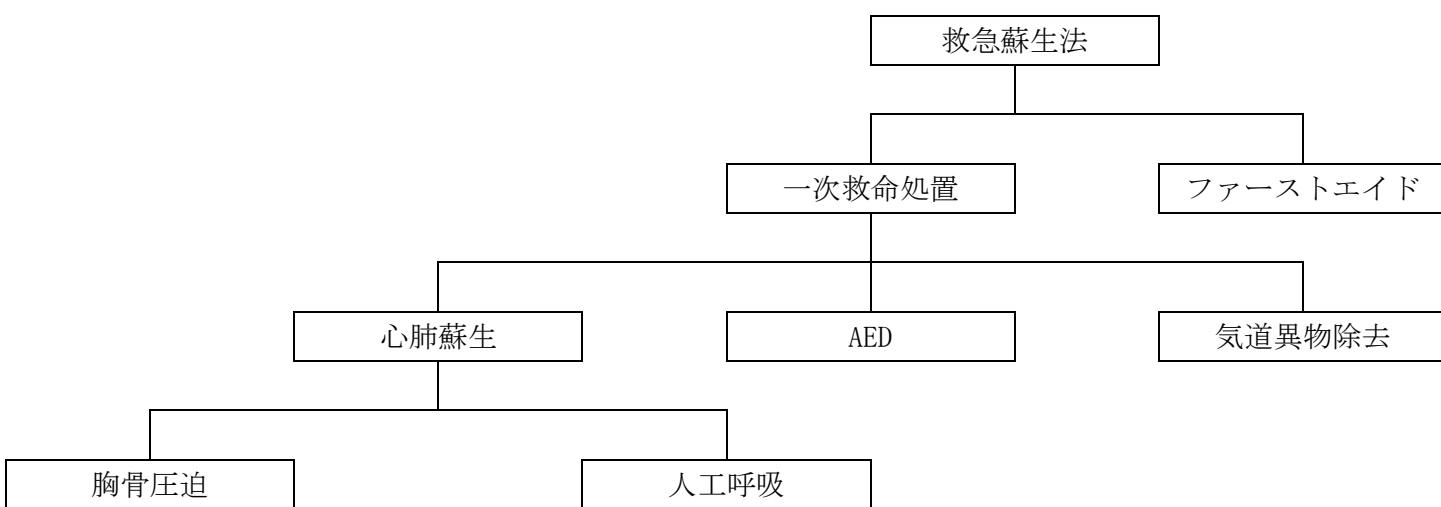 救急蘇生法
一次救命処置
ファーストエイド
心肺蘇生
AED
気道異物除去
胸骨圧迫
人工呼吸